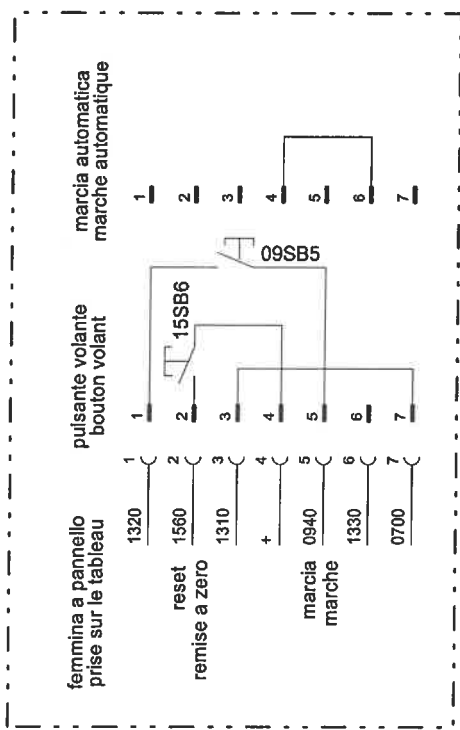 femmina a pannello
prise sur le tableau
1320
1560
1310
+
0940
1330
0700
reset
remise a zero
marcia
marche
1
2
3
4
5
6
7
pulsante volante
bouton volant
1
2
3
4
5
6
7
15SB6
09SB5
marcia automatica
marche automatique
1
2
3
4
5
6
7